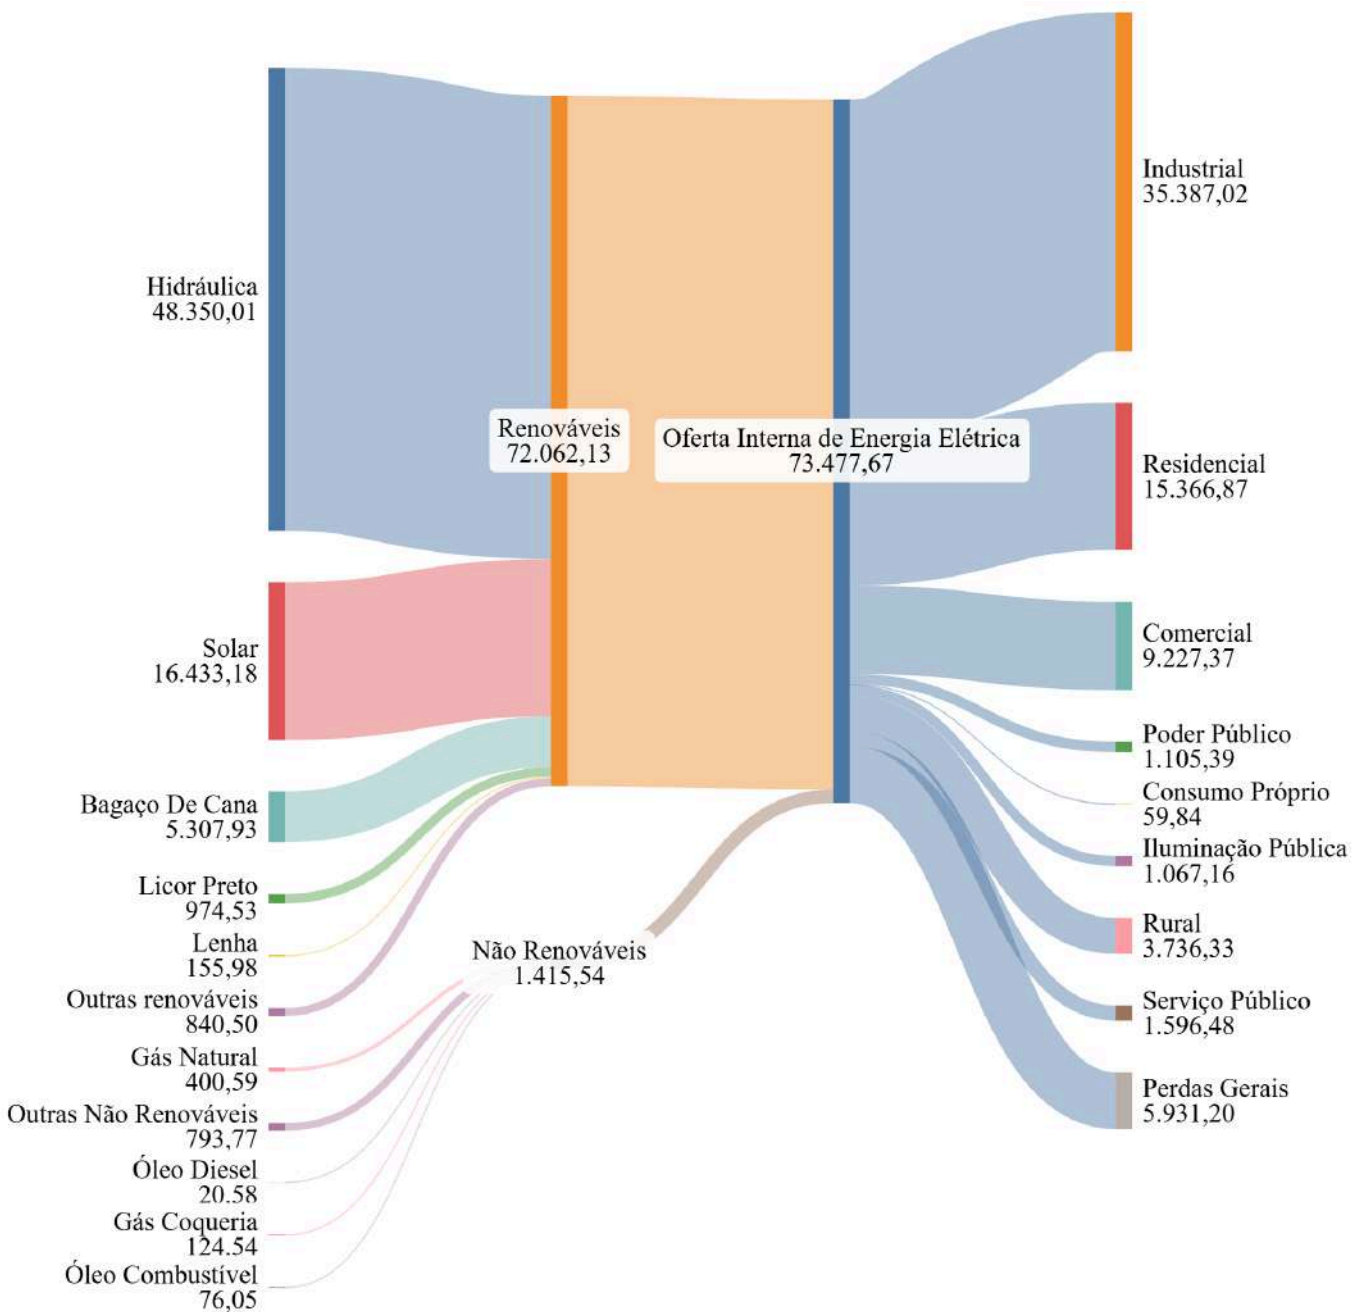 Hidráulica
48.350,01
Solar
16.433,18
Bagaço De Cana
5.307,93
Licor Preto
974,53
Lenha
155,98
Outras renováveis
840,50
Gás Natural
400,59
Outras Não Renováveis
793,77
Óleo Diesel
20.58
Gás Coqueria
124.54
Óleo Combustível
76,05
Renováveis
72.062,13
Não Renováveis
1.415,54
Oferta Interna de Energia Elétrica
73.477,67
Industrial
35.387,02
Residencial
15.366,87
Comercial
9.227,37
Poder Público
1.105,39
Consumo Próprio
59,84
Iluminação Pública
1.067,16
Rural
3.736,33
Serviço Público
1.596,48
Perdas Gerais
5.931,20